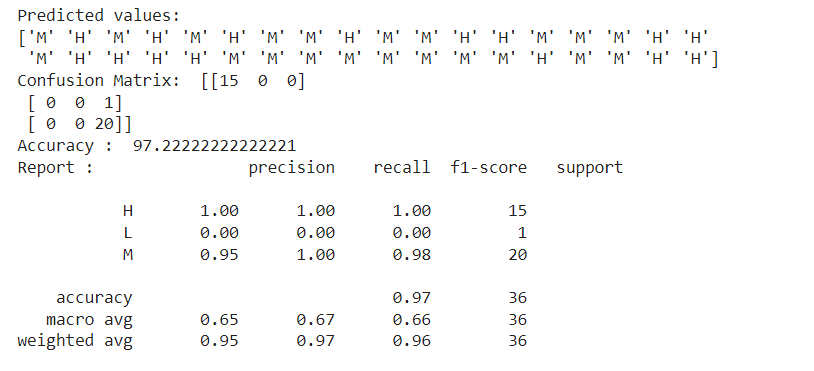 Predicted values:
['M' 'H' 'M' 'H' 'M' 'H' 'M' 'M' 'H' 'M' 'M' 'H' 'H' 'M' 'M' 'M' 'H' 'H'
 'M' 'H' 'H' 'H' 'H' 'M' 'M' 'M' 'M' 'M' 'M' 'M' 'M' 'H' 'M' 'M' 'H' 'H']
Confusion Matrix:  [[15  0  0]
 [ 0  0  1]
 [ 0  0 20]]
Accuracy :  97.22222222222221
Report :               precision    recall  f1-score   support

           H       1.00      1.00      1.00        15
           L       0.00      0.00      0.00         1
           M       0.95      1.00      0.98        20

    accuracy                           0.97        36
   macro avg       0.65      0.67      0.66        36
weighted avg       0.95      0.97      0.96        36